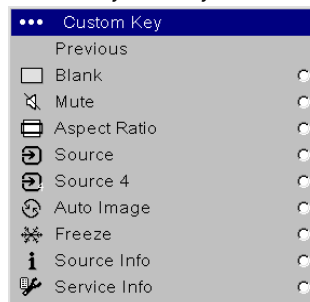 ••• Custom Key
Previous
Blank
Mute
Aspect Ratio
Source
Source 4
Auto Image
Freeze
Source Info
Service Info